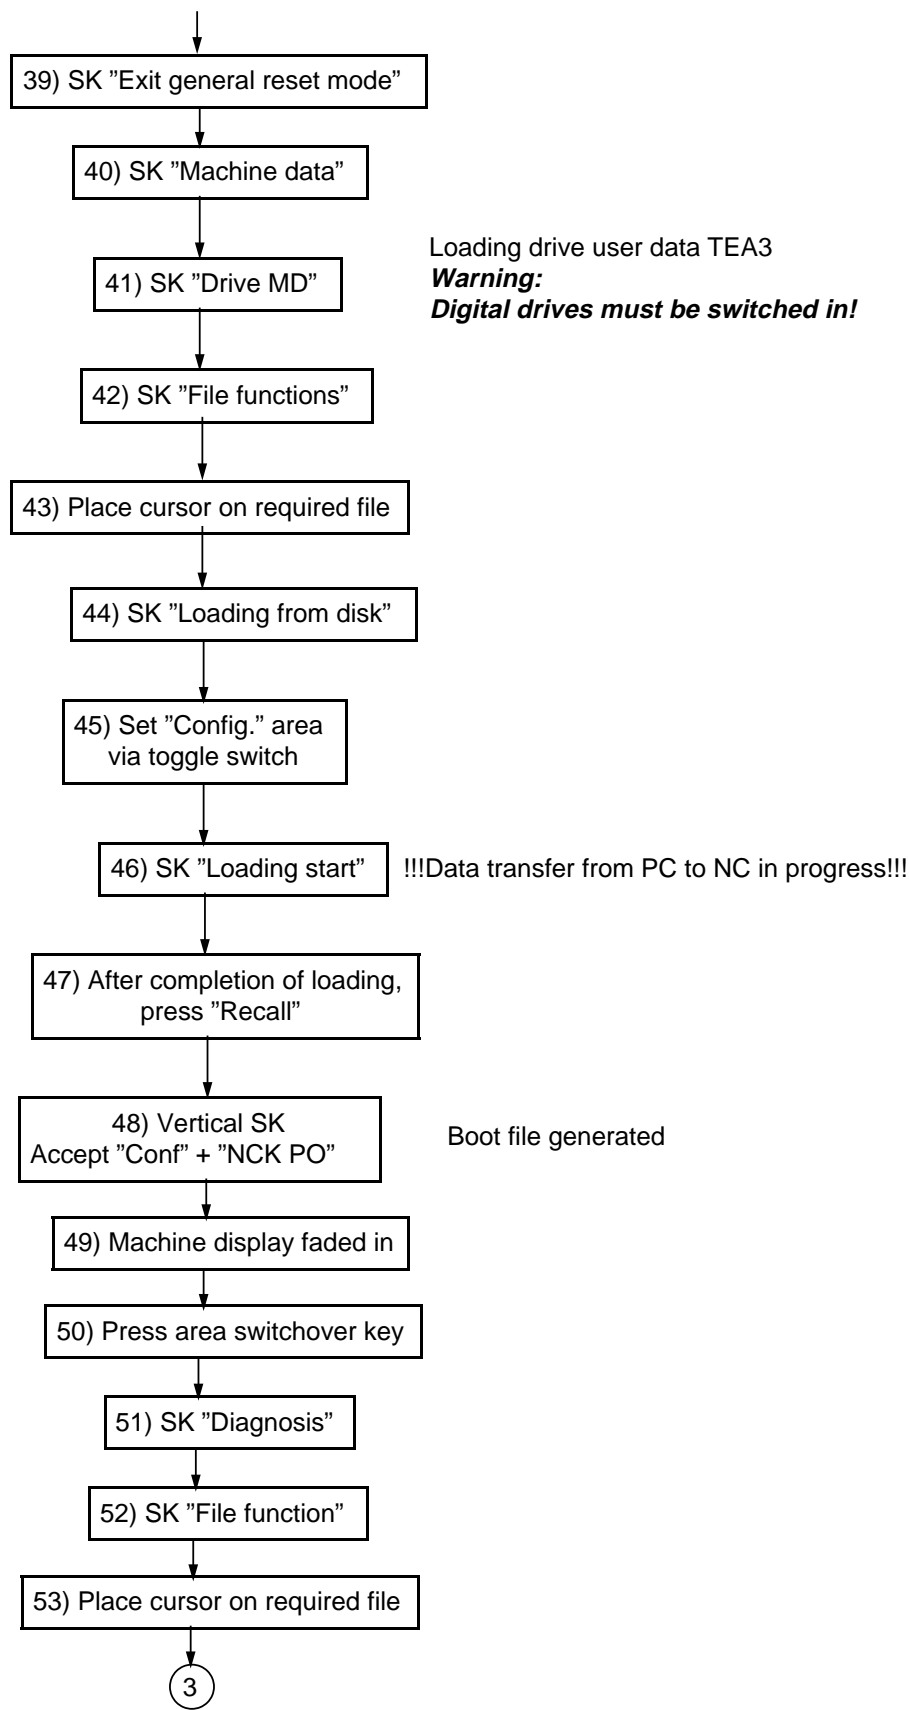 39) SK ”Exit general reset mode”
40) SK ”Machine data”
Loading drive user data TEA3
Warning:
41) SK ”Drive MD”
Digital drives must be switched in!
42) SK ”File functions”
43) Place cursor on required file
44) SK ”Loading from disk”
45) Set ”Config.” area
via toggle switch
46) SK ”Loading start”
!!!Data transfer from PC to NC in progress!!!
47) After completion of loading,
press ”Recall”
48) Vertical SK
Accept ”Conf” + ”NCK PO”
Boot file generated
49) Machine display faded in
50) Press area switchover key
51) SK ”Diagnosis”
52) SK ”File function”
53) Place cursor on required file
3